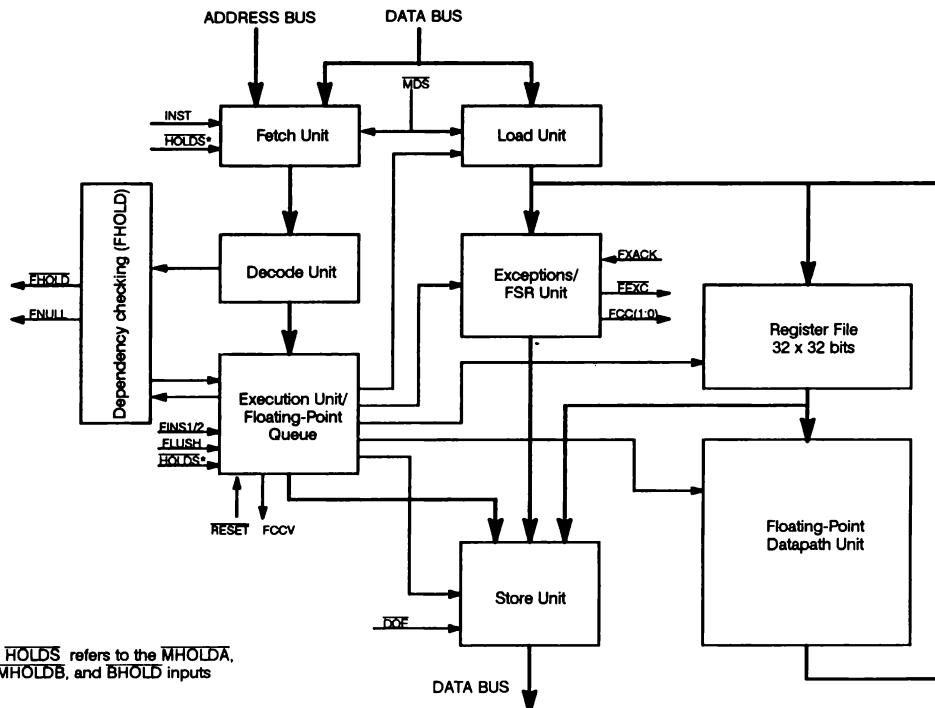 ADDRESS BUS
DATA BUS
MDS
INST
HOLDS*
Fetch Unit
Load Unit
Dependency checking (FHOLD)
FHOLD
FNULL
Decode Unit
Exceptions/
FSR Unit
FXACK
FEXC
FCC(1:0)
Register File
32 x 32 bits
Execution Unit/
Floating-Point
Queue
FINS1/2
FLUSH
HOLDS*
RESET
FCCV
Floating-Point
Datapath Unit
Store Unit
DOE
HOLDS refers to the MHOLDA,
MHOLDB, and BHOLD inputs
DATA BUS